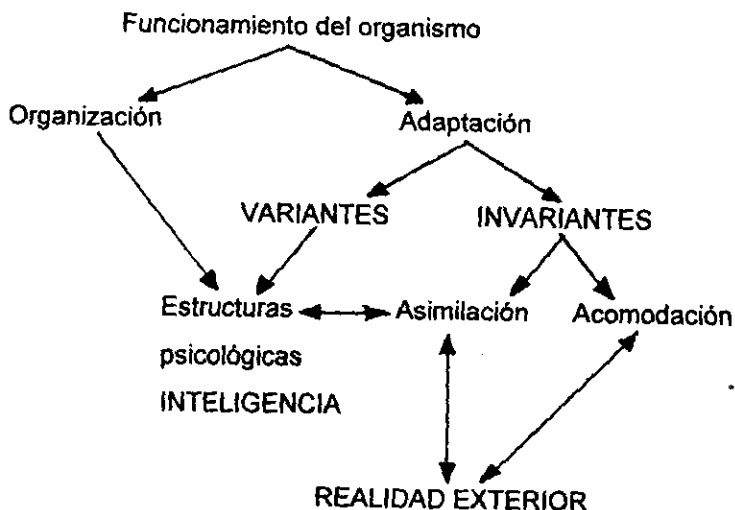 Funcionamiento del organismo
Organización
Adaptación
VARIANTES
INVARIANTES
Estructuras
psicológicas
INTELIGENCIA
Asimilación
Acomodación
REALIDAD EXTERIOR